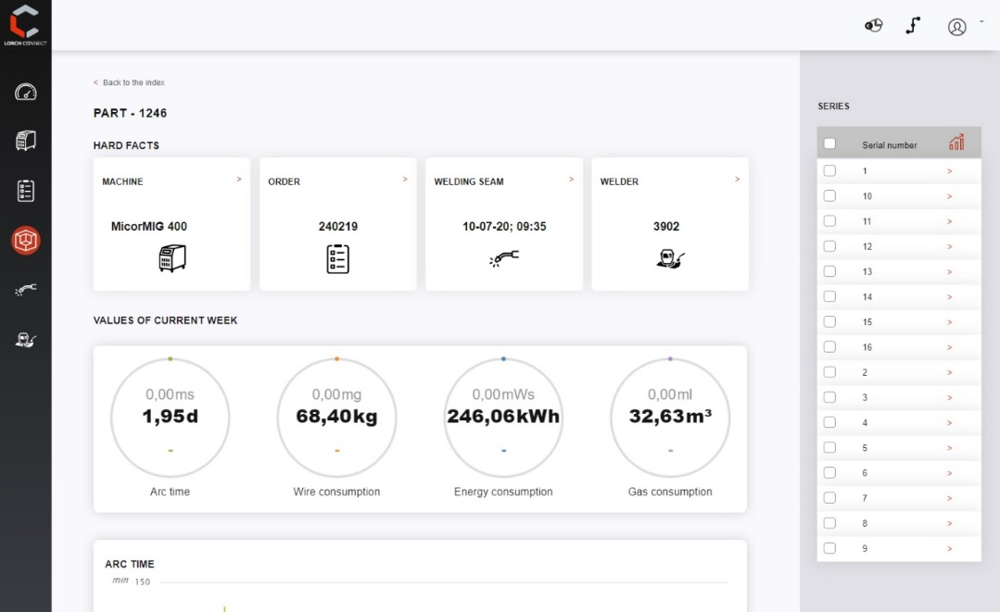 LORCH CONNECT
< Back to the index
PART - 1246
HARD FACTS
MACHINE >
MicorMIG 400
ORDER >
240219
WELDING SEAM >
10-07-20; 09:35
WELDER >
3902
VALUES OF CURRENT WEEK
0,00ms
1,95d
-
Arc time
0,00mg
68,40kg
-
Wire consumption
0,00mWs
246,06kWh
-
Energy consumption
0,00ml
32,63m³
-
Gas consumption
ARC TIME
min 150
SERIES
Serial number
1 >
10 >
11 >
12 >
13 >
14 >
15 >
16 >
2 >
3 >
4 >
5 >
6 >
7 >
8 >
9 >